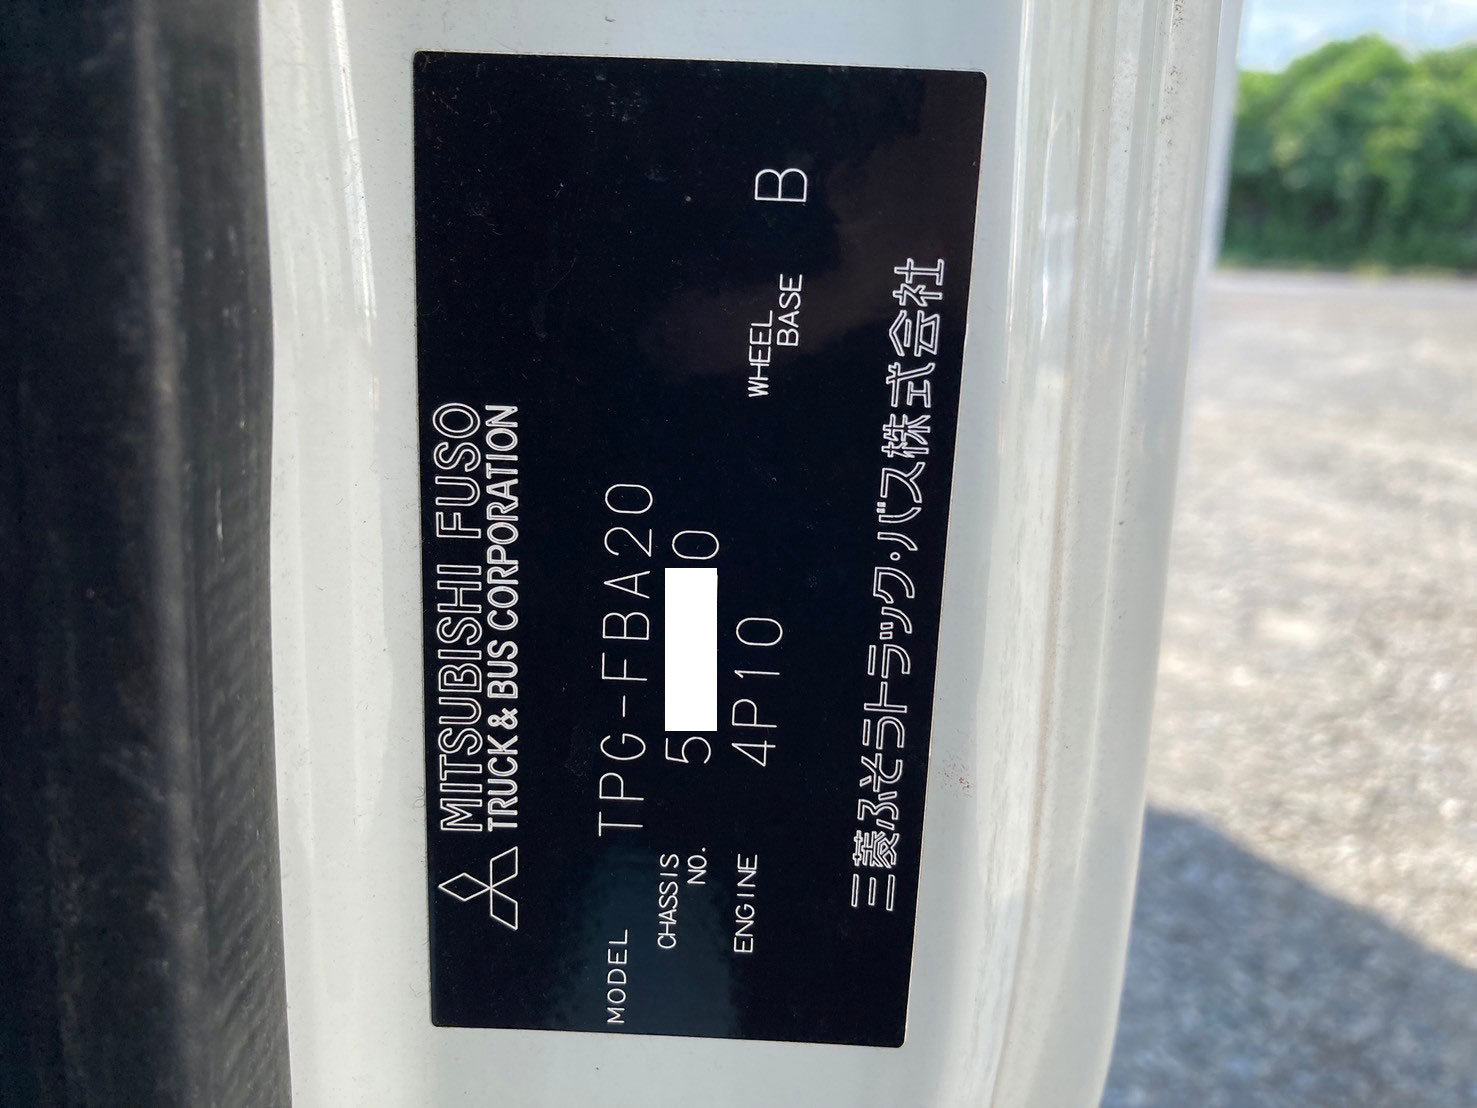 MITSUBISHI FUSO
TRUCK & BUS CORPORATION
MODEL TPG-FBA20
CHASSIS NO. 5 0
ENGINE 4P10 WHEEL BASE B
三菱ふそうトラック・バス株式会社